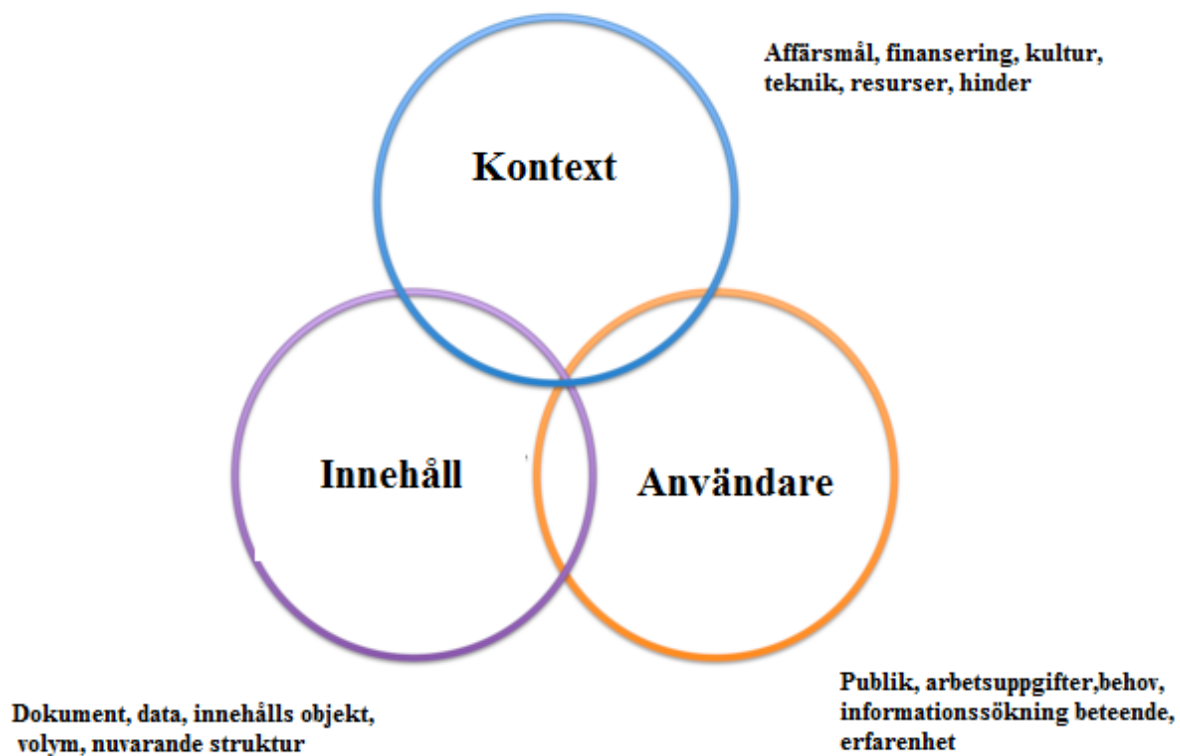 Affärsmål, finansering, kultur,
teknik, resurser, hinder
Kontext
Innehåll
Användare
Dokument, data, innehålls objekt,
volym, nuvarande struktur
Publik, arbetsuppgifter,behov,
informationssökning beteende,
erfarenhet